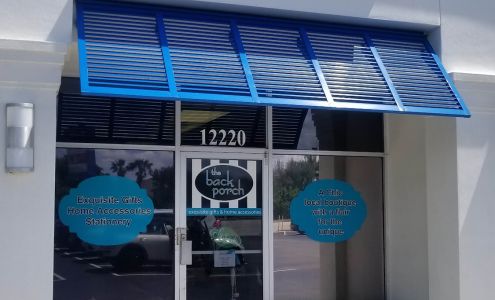 12220
the
back
porch
exquisite gifts & home accessories
Exquisite Gifts
Home Accessories
Stationery
A Chic
local boutique
with a flair
for the
unique